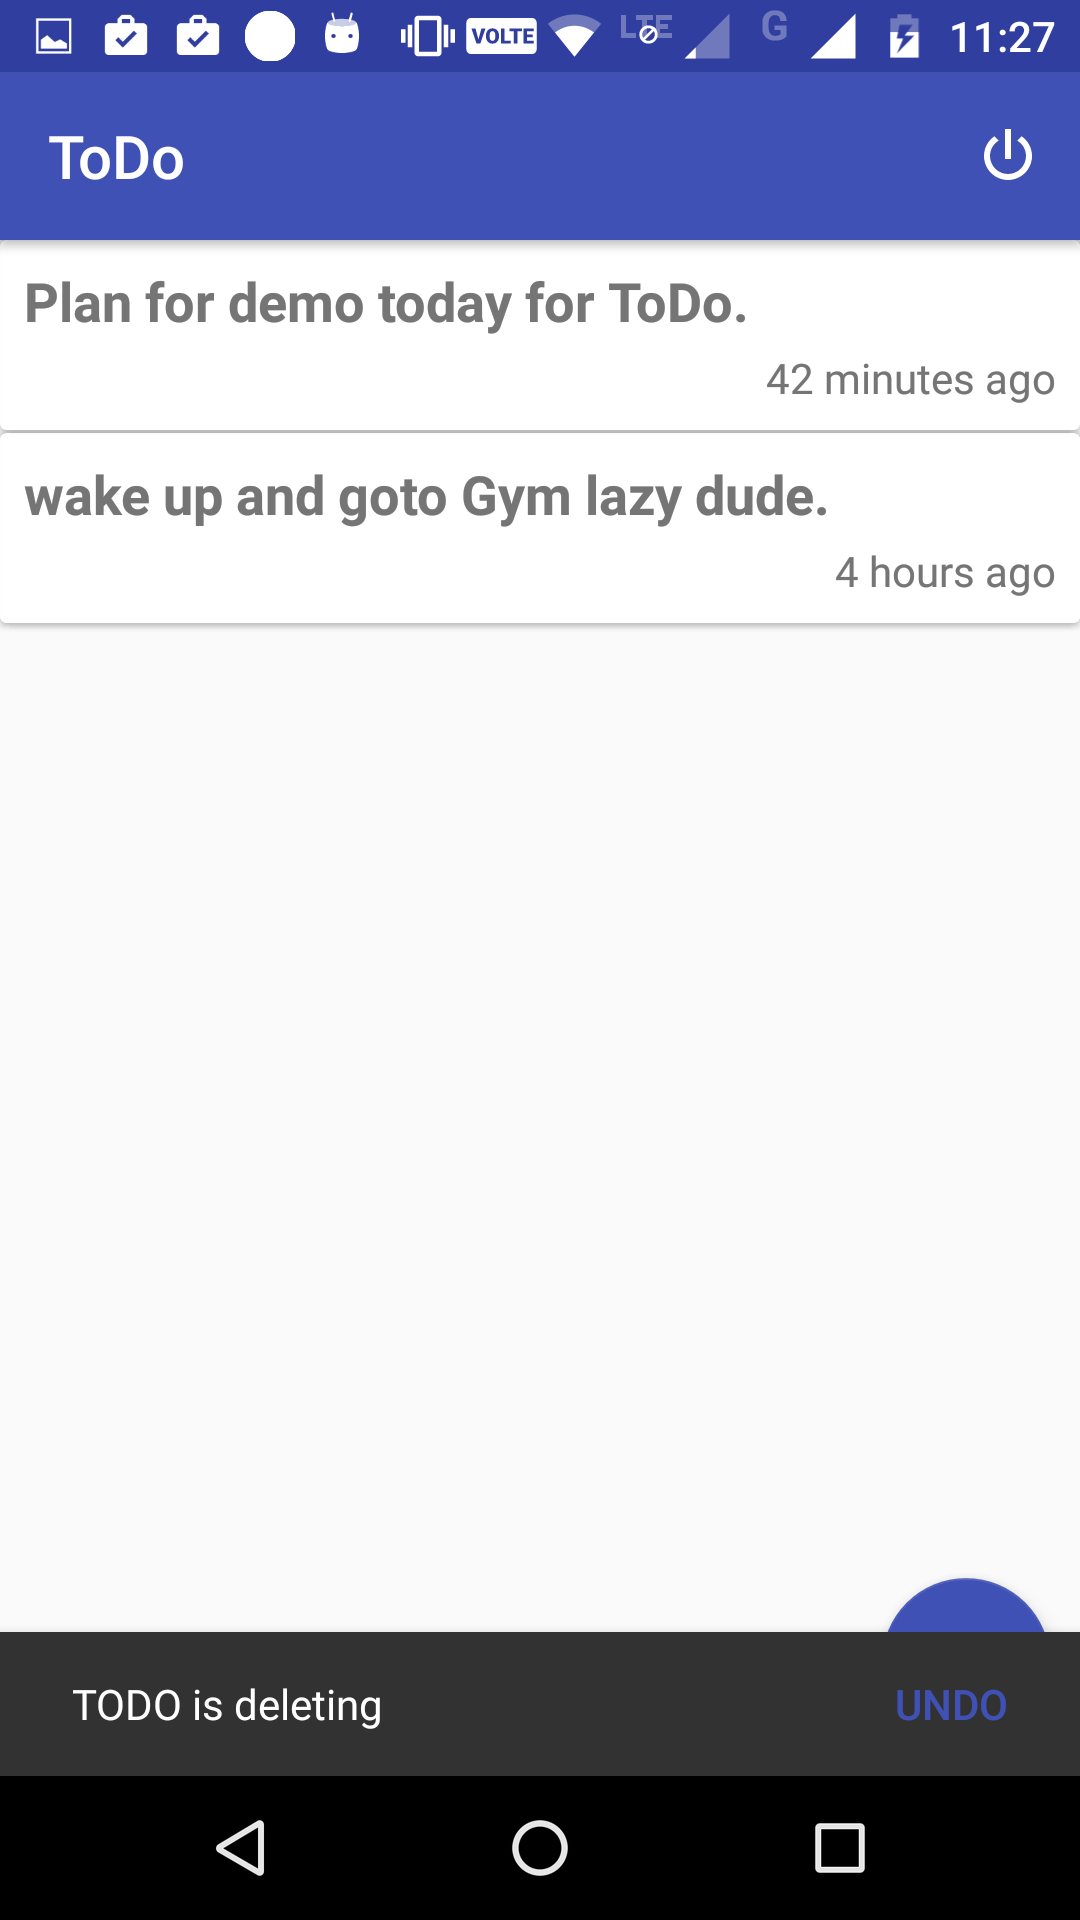 VOLTE LTE G 11:27
ToDo
Plan for demo today for ToDo.
42 minutes ago
wake up and goto Gym lazy dude.
4 hours ago
TODO is deleting UNDO